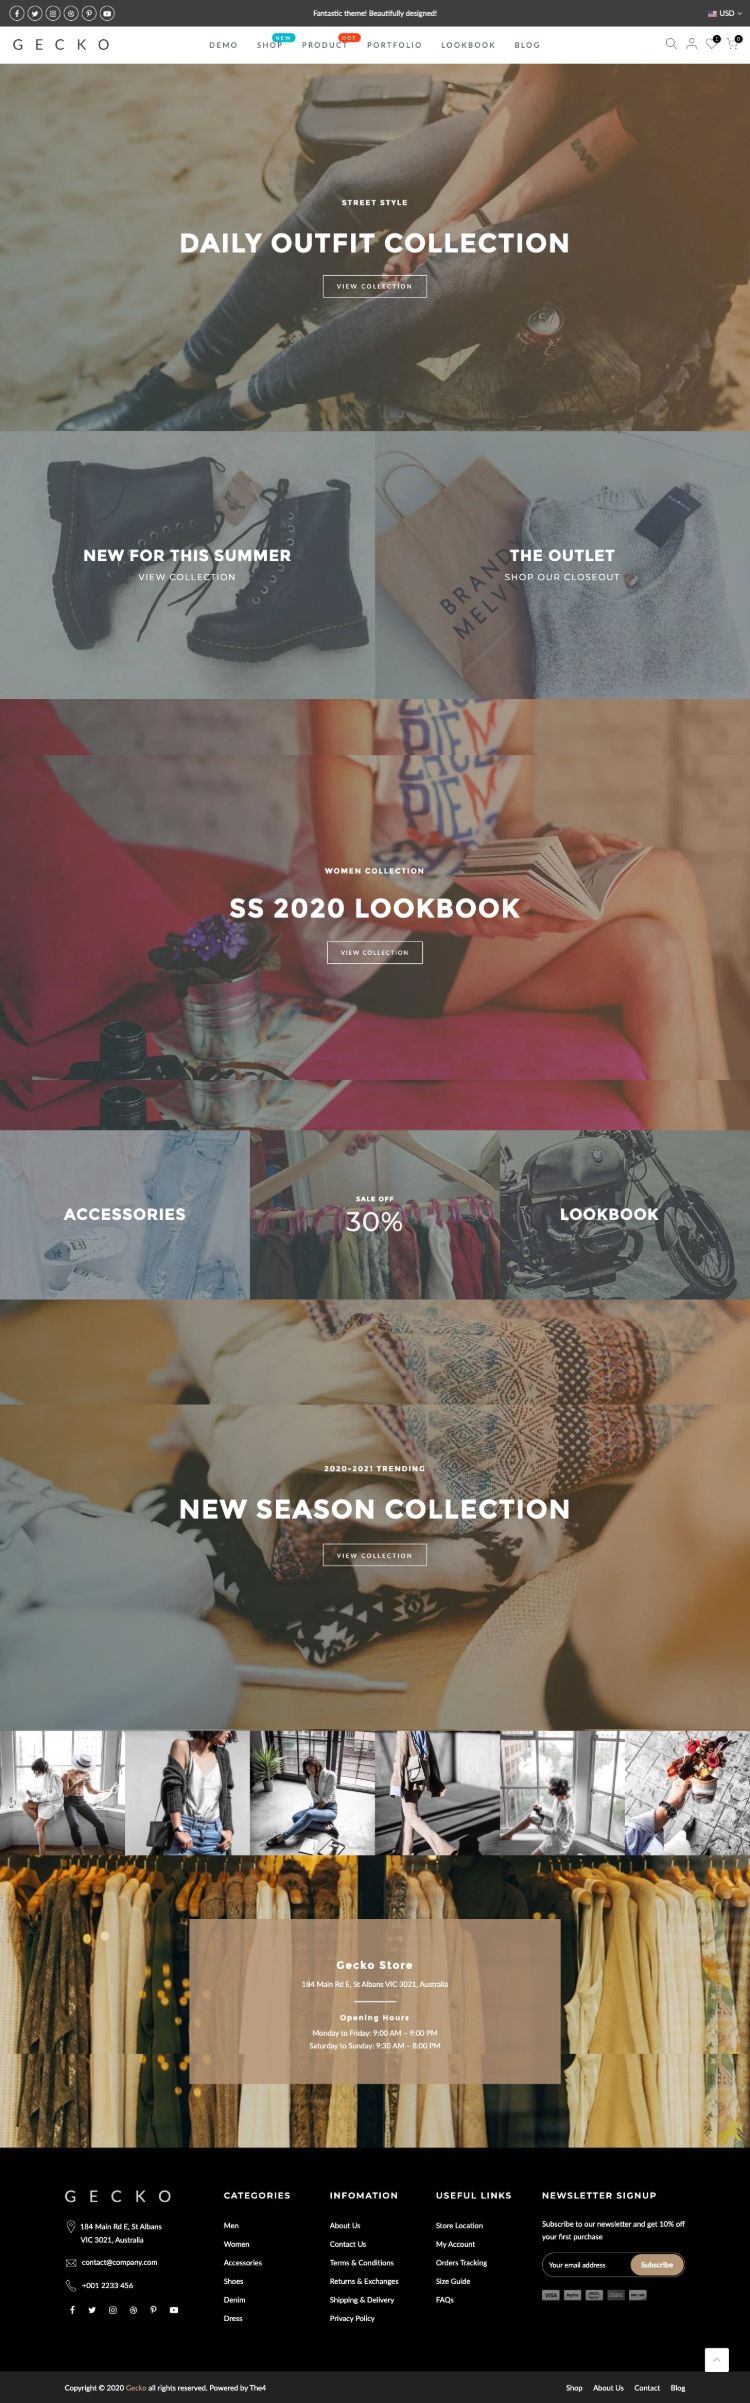 Fantastic theme! Beautifully designed!
USD
GECKO
DEMO
SHOP
NEW
PRODUCT
HOT
PORTFOLIO
LOOKBOOK
BLOG
1
0
STREET STYLE
DAILY OUTFIT COLLECTION
VIEW COLLECTION
NEW FOR THIS SUMMER
VIEW COLLECTION
BRANDY
MELVI
THE OUTLET
SHOP OUR CLOSEOUT
WOMEN COLLECTION
SS 2020 LOOKBOOK
VIEW COLLECTION
ACCESSORIES
SALE OFF
30%
LOOKBOOK
2020-2021 TRENDING
NEW SEASON COLLECTION
VIEW COLLECTION
Gecko Store
184 Main Rd E, St Albans VIC 3021, Australia
Opening Hours
Monday to Friday: 9:00 AM – 9:00 PM
Saturday to Sunday: 9:30 AM – 8:00 PM
GECKO
184 Main Rd E, St Albans
VIC 3021, Australia
contact@company.com
+001 2233 456
CATEGORIES
Men
Women
Accessories
Shoes
Denim
Dress
INFOMATION
About Us
Contact Us
Terms & Conditions
Returns & Exchanges
Shipping & Delivery
Privacy Policy
USEFUL LINKS
Store Location
My Account
Orders Tracking
Size Guide
FAQs
NEWSLETTER SIGNUP
Subscribe to our newsletter and get 10% off
your first purchase
Your email address
Subscribe
VISA
PayPal
Copyright © 2020 Gecko all rights reserved. Powered by The4
Shop
About Us
Contact
Blog